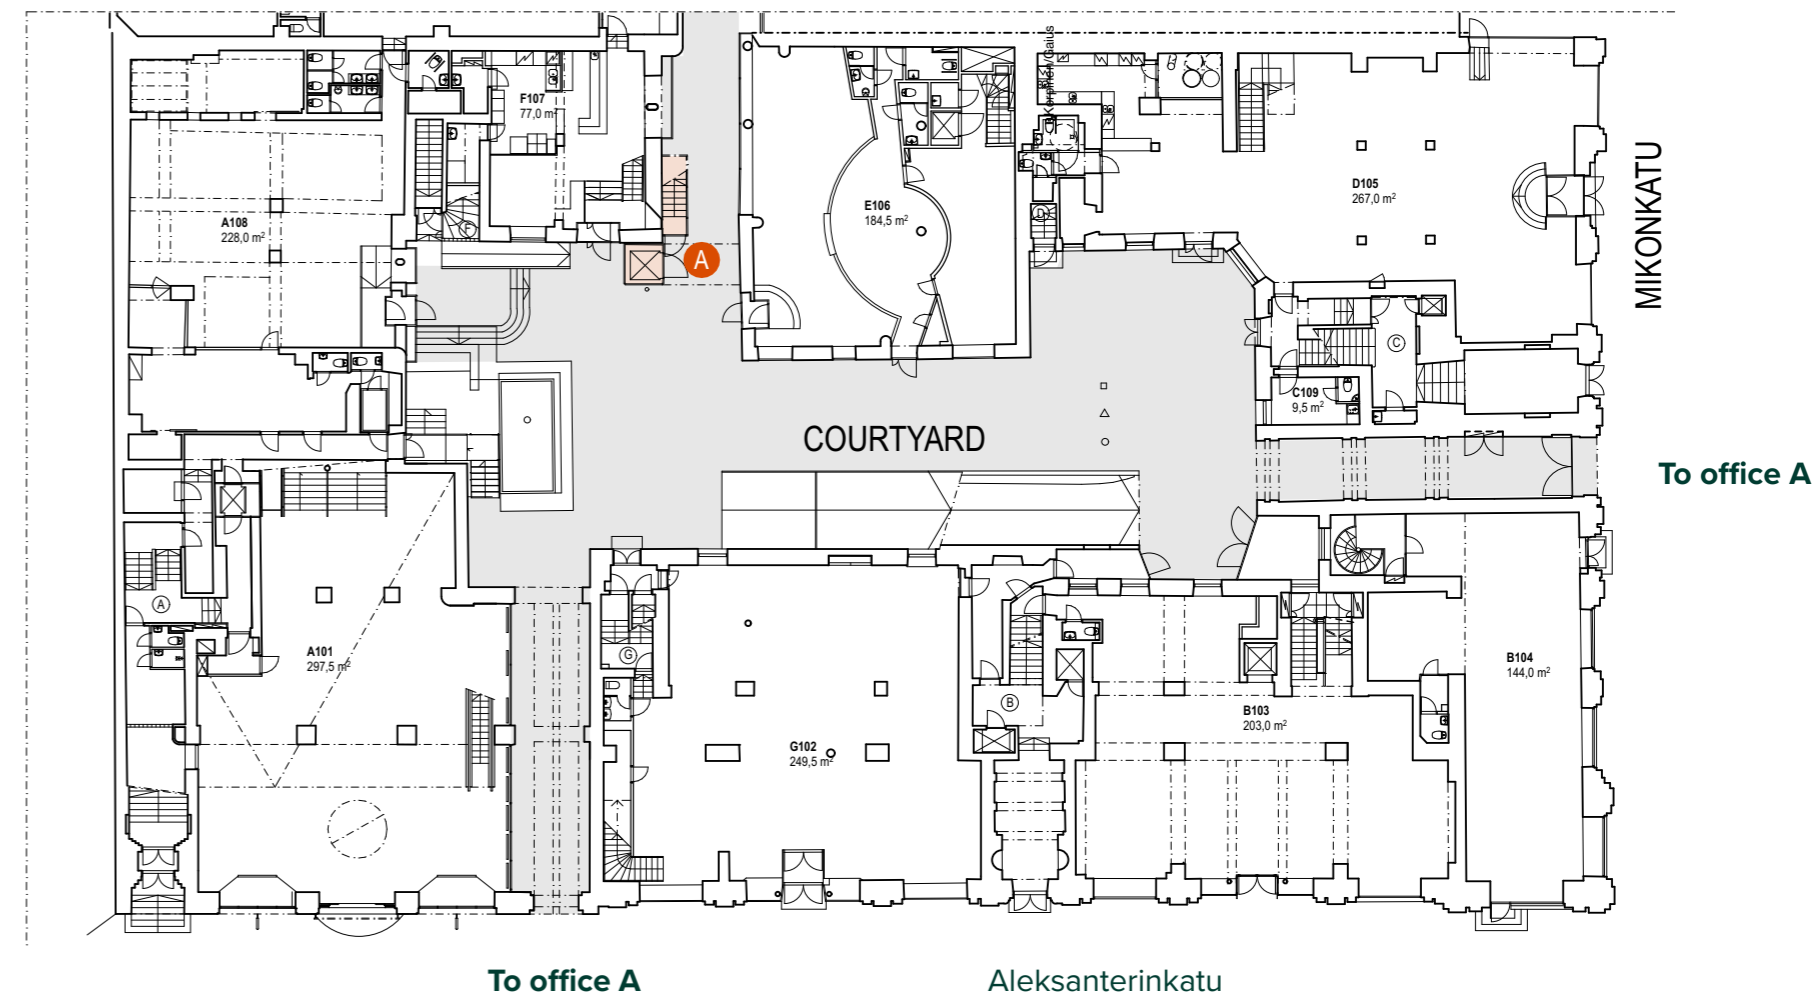 Korpinen/Gaius
F107
77,0 m²
A
D105
267,0 m²
MIKONKATU
A108
228,0 m²
E106
184,5 m²
F
D
C
C109
9,5 m²
COURTYARD
To office A
A
A101
297,5 m²
G
B
B104
144,0 m²
B103
203,0 m²
G102
249,5 m²
To office A
Aleksanterinkatu